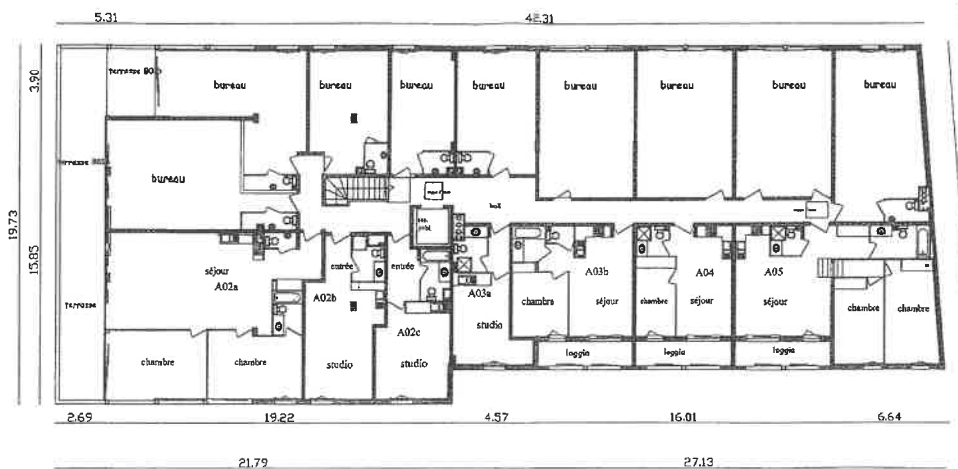 5.31 42.31
3.90
terrasse
bureau
bureau
bureau
bureau
bureau
bureau
bureau
bureau
terrasse
bureau
hall
19.73
15.83
séjour
A02a
entrée
entrée
A02b
A03a
A03b
A04
A05
terrasse
chambre
séjour
chambre
séjour
séjour
chambre
chambre
studio
A02c
chambre
chambre
studio
studio
loggia
loggia
loggia
2.69 19.22 4.57 16.01 6.64
21.79 27.13